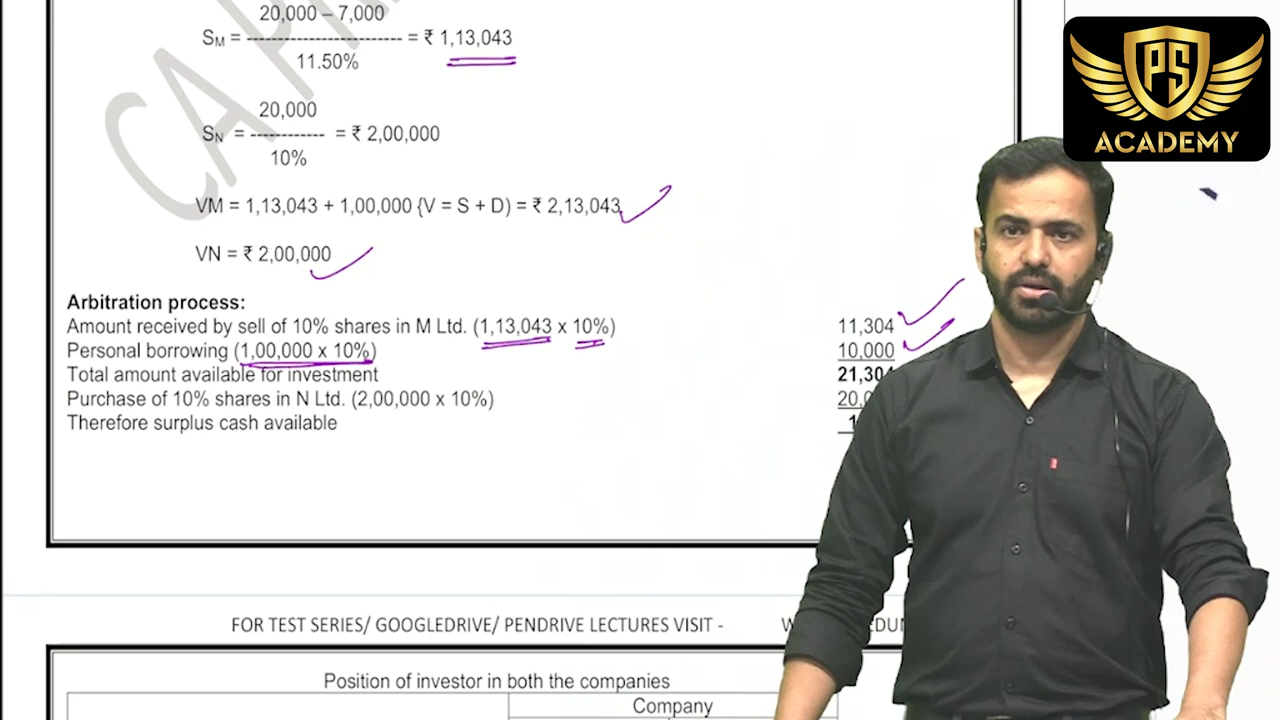 20,000 – 7,000
SM = ------------------------- = ₹ 1,13,043
11.50%
20,000
SN = ------------ = ₹ 2,00,000
10%
VM = 1,13,043 + 1,00,000 {V = S + D) = ₹ 2,13,043
VN = ₹ 2,00,000
Arbitration process:
Amount received by sell of 10% shares in M Ltd. (1,13,043 x 10%) 11,304
Personal borrowing (1,00,000 x 10%) 10,000
Total amount available for investment 21,304
Purchase of 10% shares in N Ltd. (2,00,000 x 10%)
Therefore surplus cash available
FOR TEST SERIES/ GOOGLEDRIVE/ PENDRIVE LECTURES VISIT -
Position of investor in both the companies
Company
PS
ACADEMY